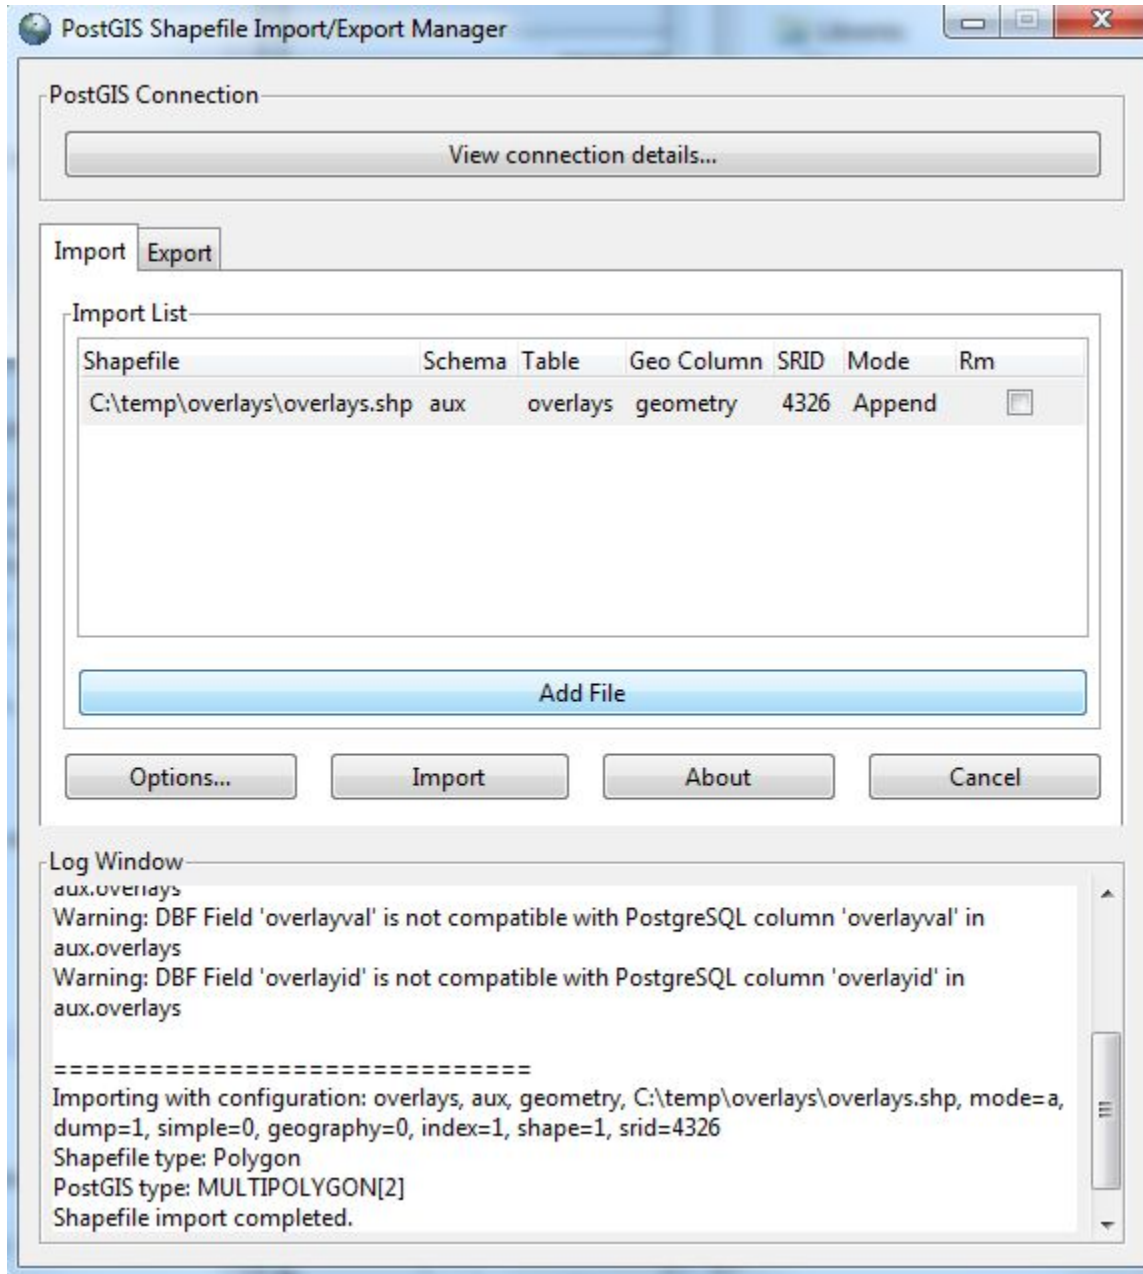 PostGIS Shapefile Import/Export Manager
PostGIS Connection
View connection details...
Import Export
Import List
Shapefile Schema Table Geo Column SRID Mode Rm
C:\temp\overlays\overlays.shp aux overlays geometry 4326 Append
Add File
Options... Import About Cancel
Log Window
aux.overlays
Warning: DBF Field 'overlayval' is not compatible with PostgreSQL column 'overlayval' in
aux.overlays
Warning: DBF Field 'overlayid' is not compatible with PostgreSQL column 'overlayid' in
aux.overlays
==============================
Importing with configuration: overlays, aux, geometry, C:\temp\overlays\overlays.shp, mode=a,
dump=1, simple=0, geography=0, index=1, shape=1, srid=4326
Shapefile type: Polygon
PostGIS type: MULTIPOLYGON[2]
Shapefile import completed.